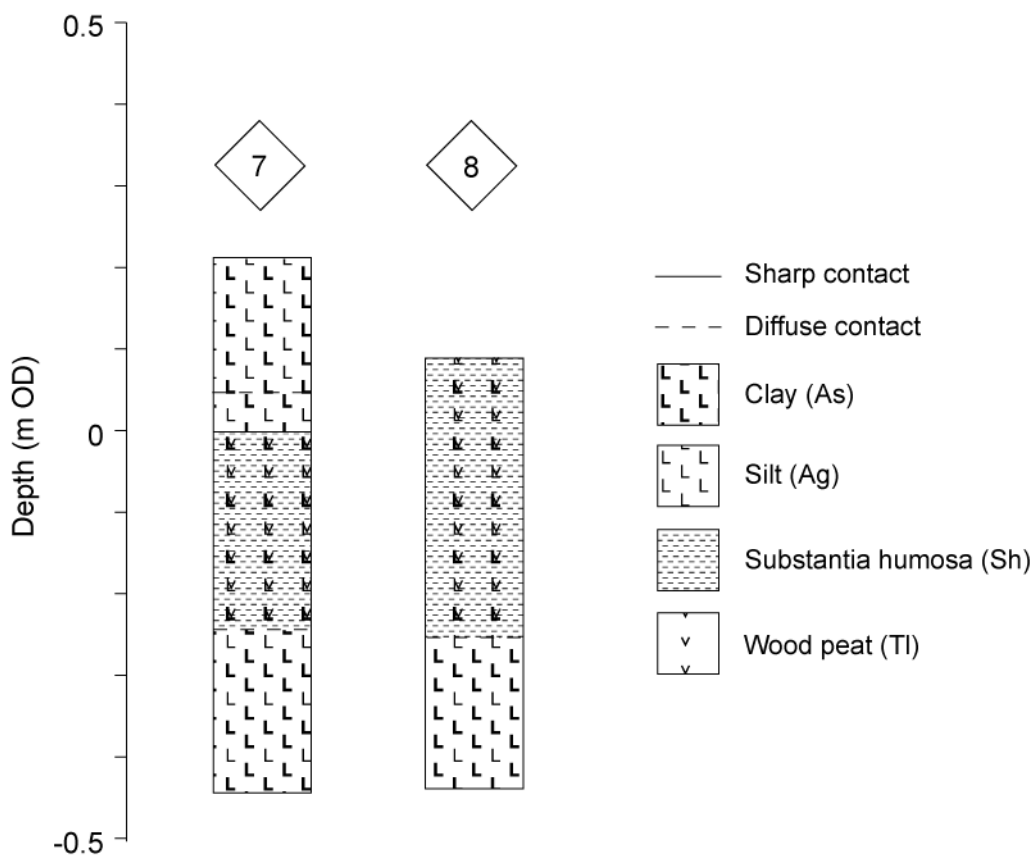 0.5
7
8
Sharp contact
Diffuse contact
Depth (m OD)
Clay (As)
0
Silt (Ag)
Substantia humosa (Sh)
Wood peat (Tl)
-0.5